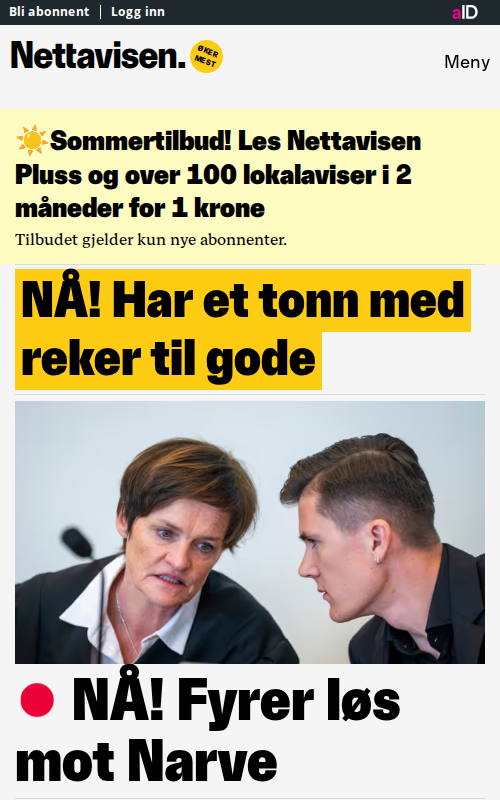 Bli abonnent | Logg inn
aID
Nettavisen.
ØKER
MEST
Meny
☀️Sommertilbud! Les Nettavisen
Pluss og over 100 lokalaviser i 2
måneder for 1 krone
Tilbudet gjelder kun nye abonnenter.
NÅ! Har et tonn med
reker til gode
NÅ! Fyrer løs
mot Narve